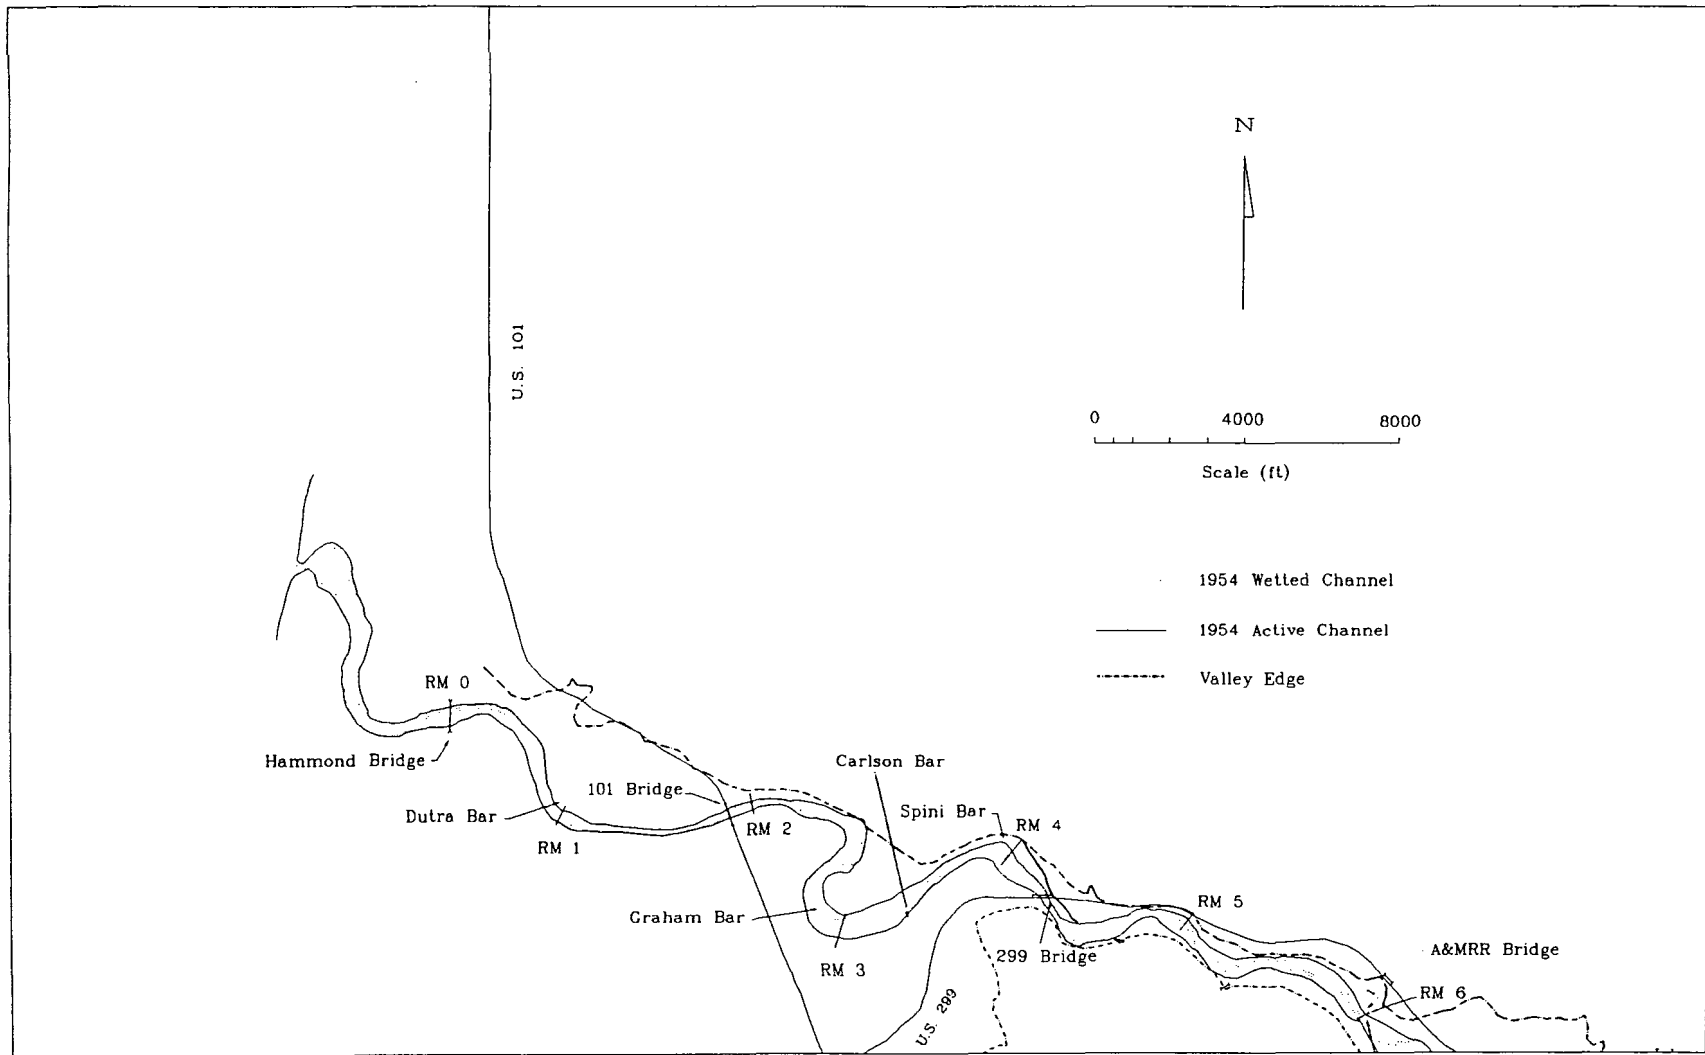 N
U.S. 101
0 4000 8000
Scale (ft)
1954 Wetted Channel
1954 Active Channel
Valley Edge
RM 0
Hammond Bridge
Carlson Bar
101 Bridge
Dutra Bar
Spini Bar
RM 4
RM 2
RM 1
RM 5
Graham Bar
299 Bridge
A&MRR Bridge
RM 3
RM 6
U.S. 299